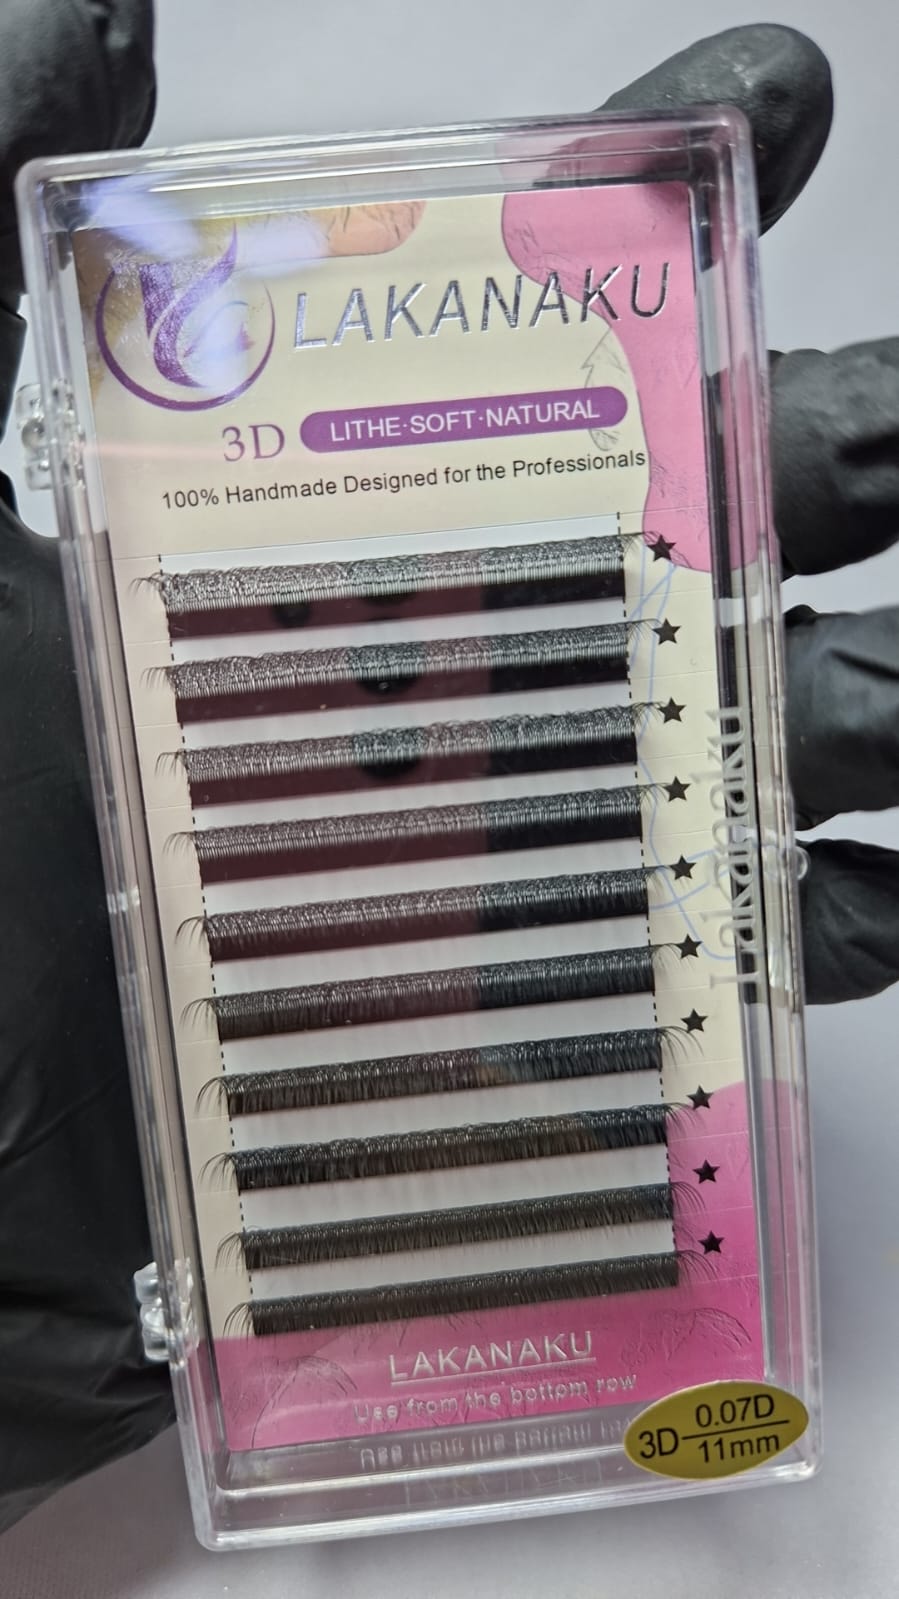 LAKANAKU
3D LITHE·SOFT·NATURAL
100% Handmade Designed for the Professionals
Lakanaku
LAKANAKU
Use from the bottom row
3D 0.07D
11mm